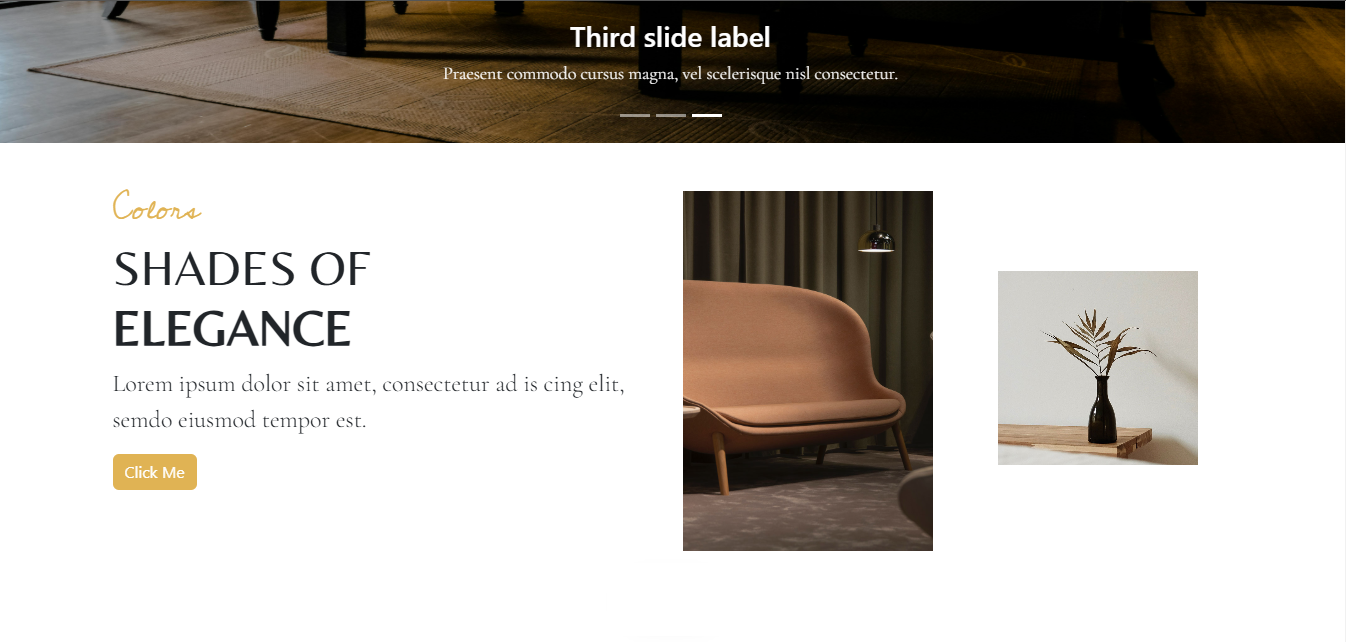 Third slide label
Praesent commodo cursus magna, vel scelerisque nisl consectetur.
Colors
SHADES OF
ELEGANCE
Lorem ipsum dolor sit amet, consectetur ad is cing elit,
semdo eiusmod tempor est.
Click Me